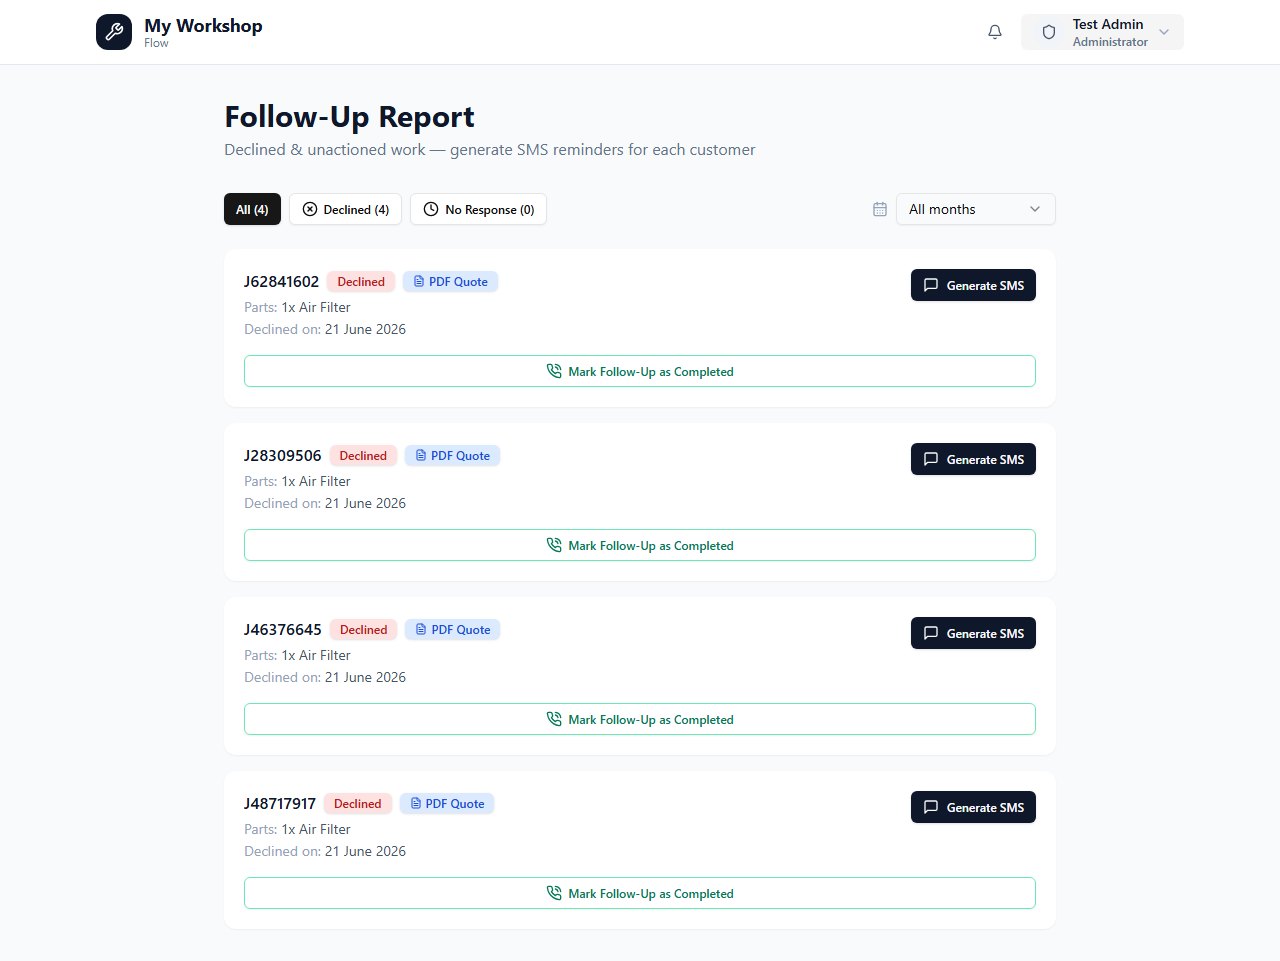 My Workshop
Flow
Test Admin
Administrator
Follow-Up Report
Declined & unactioned work — generate SMS reminders for each customer
All (4)
Declined (4)
No Response (0)
All months
J62841602 Declined PDF Quote
Generate SMS
Parts: 1x Air Filter
Declined on: 21 June 2026
Mark Follow-Up as Completed
J28309506 Declined PDF Quote
Generate SMS
Parts: 1x Air Filter
Declined on: 21 June 2026
Mark Follow-Up as Completed
J46376645 Declined PDF Quote
Generate SMS
Parts: 1x Air Filter
Declined on: 21 June 2026
Mark Follow-Up as Completed
J48717917 Declined PDF Quote
Generate SMS
Parts: 1x Air Filter
Declined on: 21 June 2026
Mark Follow-Up as Completed